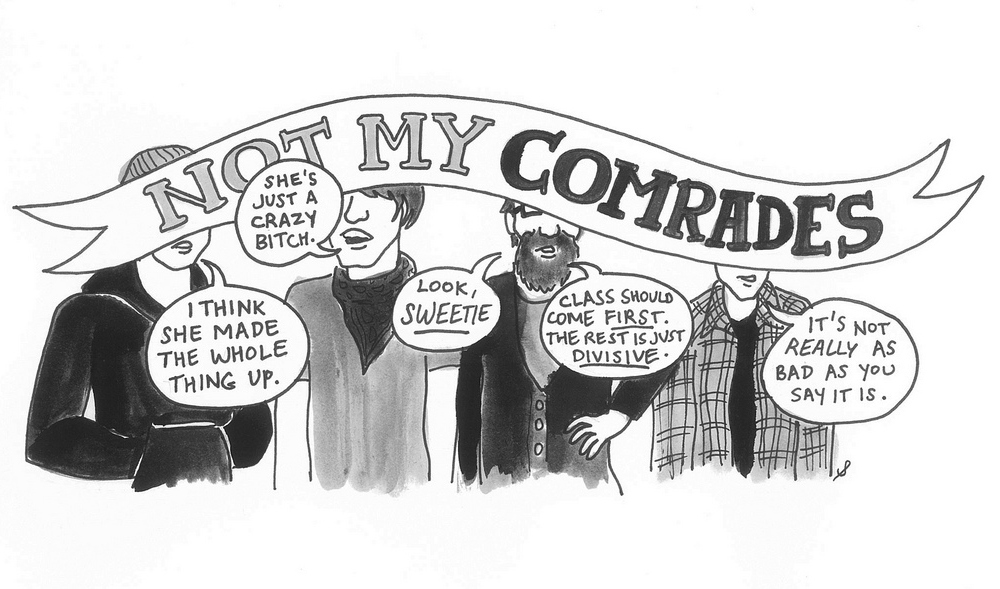 NOT MY COMRADES
SHE'S
JUST A
CRAZY
BITCH.
I THINK
SHE MADE
THE WHOLE
THING UP.
LOOK,
SWEETIE
CLASS SHOULD
COME FIRST.
THE REST IS JUST
DIVISIVE.
IT'S NOT
REALLY AS
BAD AS YOU
SAY IT IS.